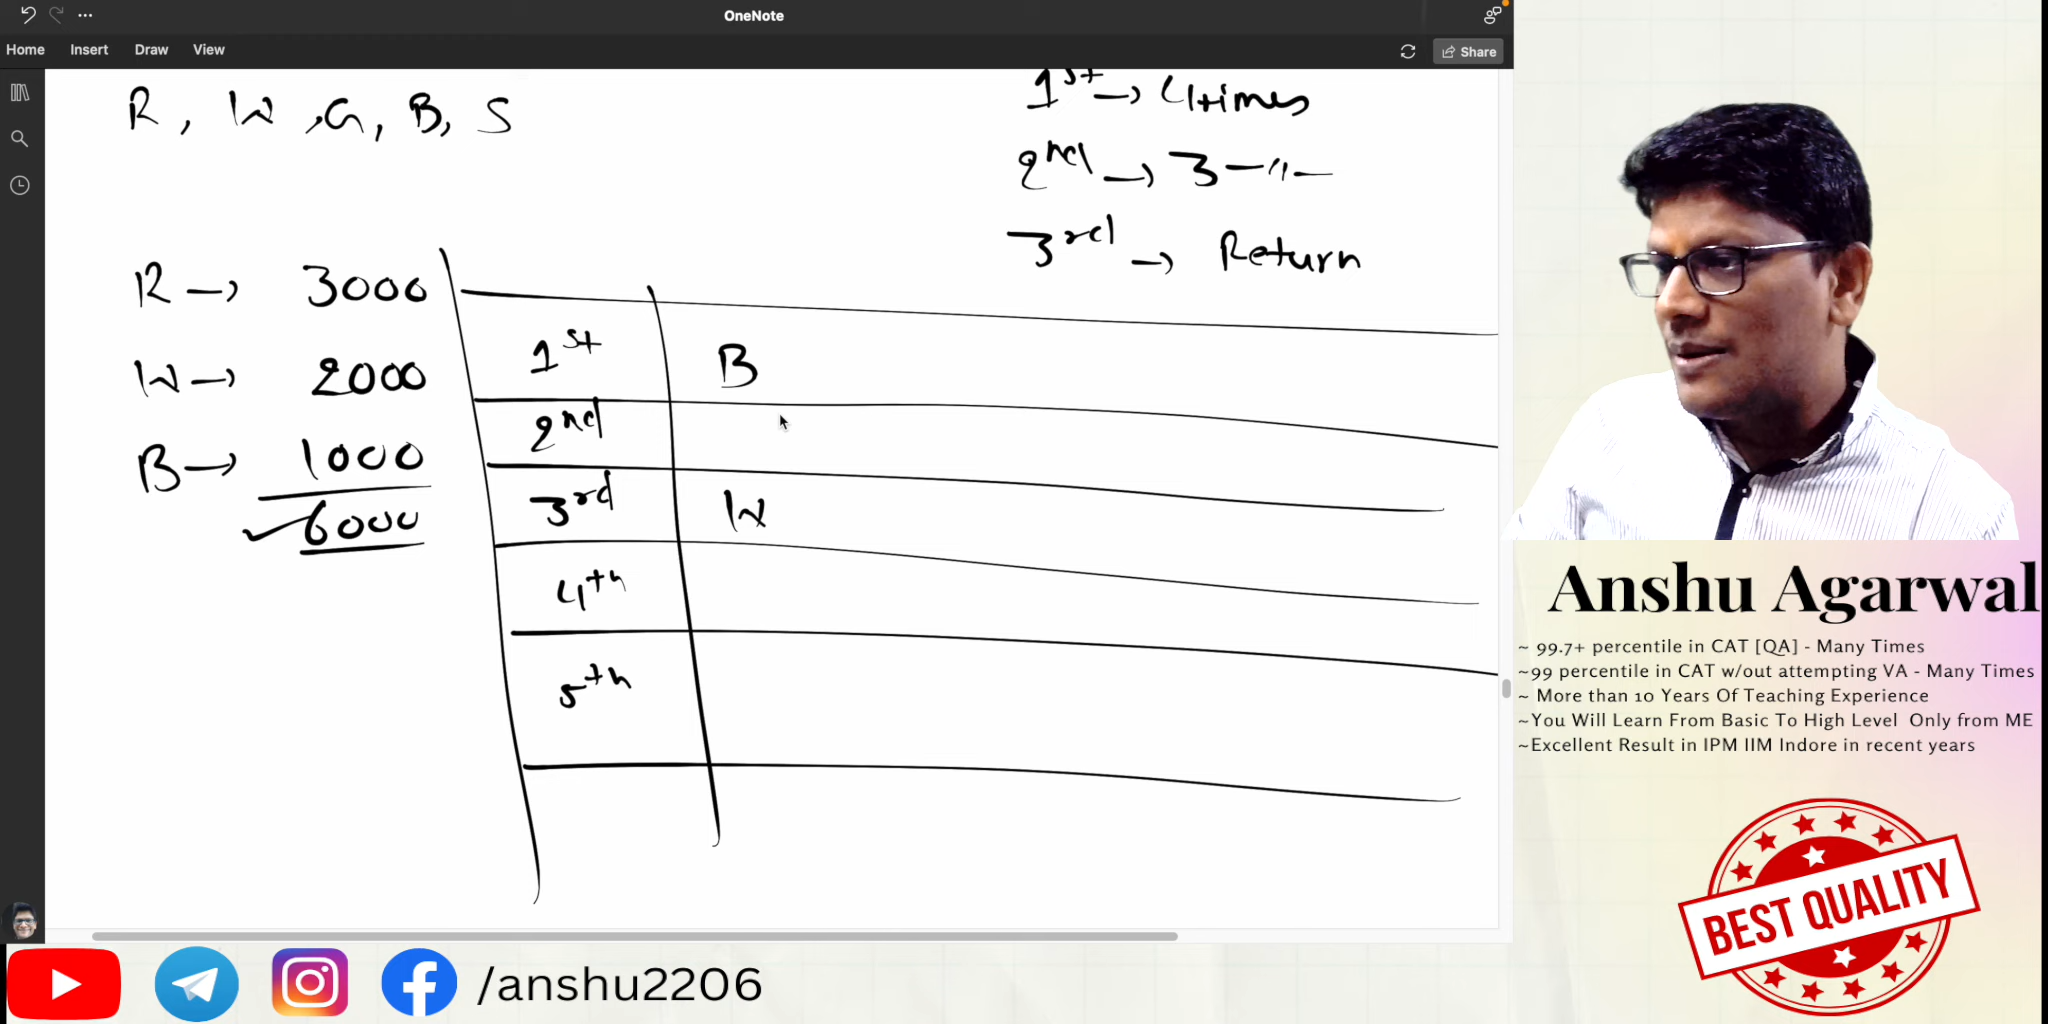 OneNote
Home Insert Draw View
Share
R, W, G, B, S
1st → 4 times
2nd → 3 —〃—
3rd → Return
R → 3000
W → 2000
B → 1000
6000
1st B
2nd
3rd W
4th
5th
Anshu Agarwal
~ 99.7+ percentile in CAT [QA] - Many Times
~99 percentile in CAT w/out attempting VA - Many Times
~ More than 10 Years Of Teaching Experience
~You Will Learn From Basic To High Level Only from ME
~Excellent Result in IPM IIM Indore in recent years
BEST QUALITY
/anshu2206